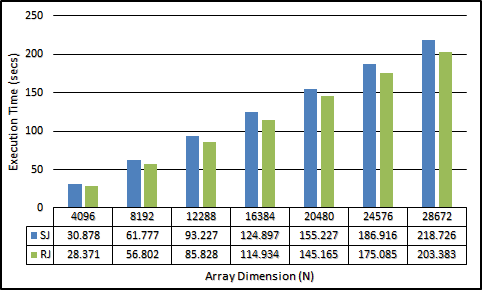 250
200
150
100
50
0
Execution Time (secs)
4096 8192 12288 16384 20480 24576 28672
SJ 30.878 61.777 93.227 124.897 155.227 186.916 218.726
RJ 28.371 56.802 85.828 114.934 145.165 175.085 203.383
Array Dimension (N)